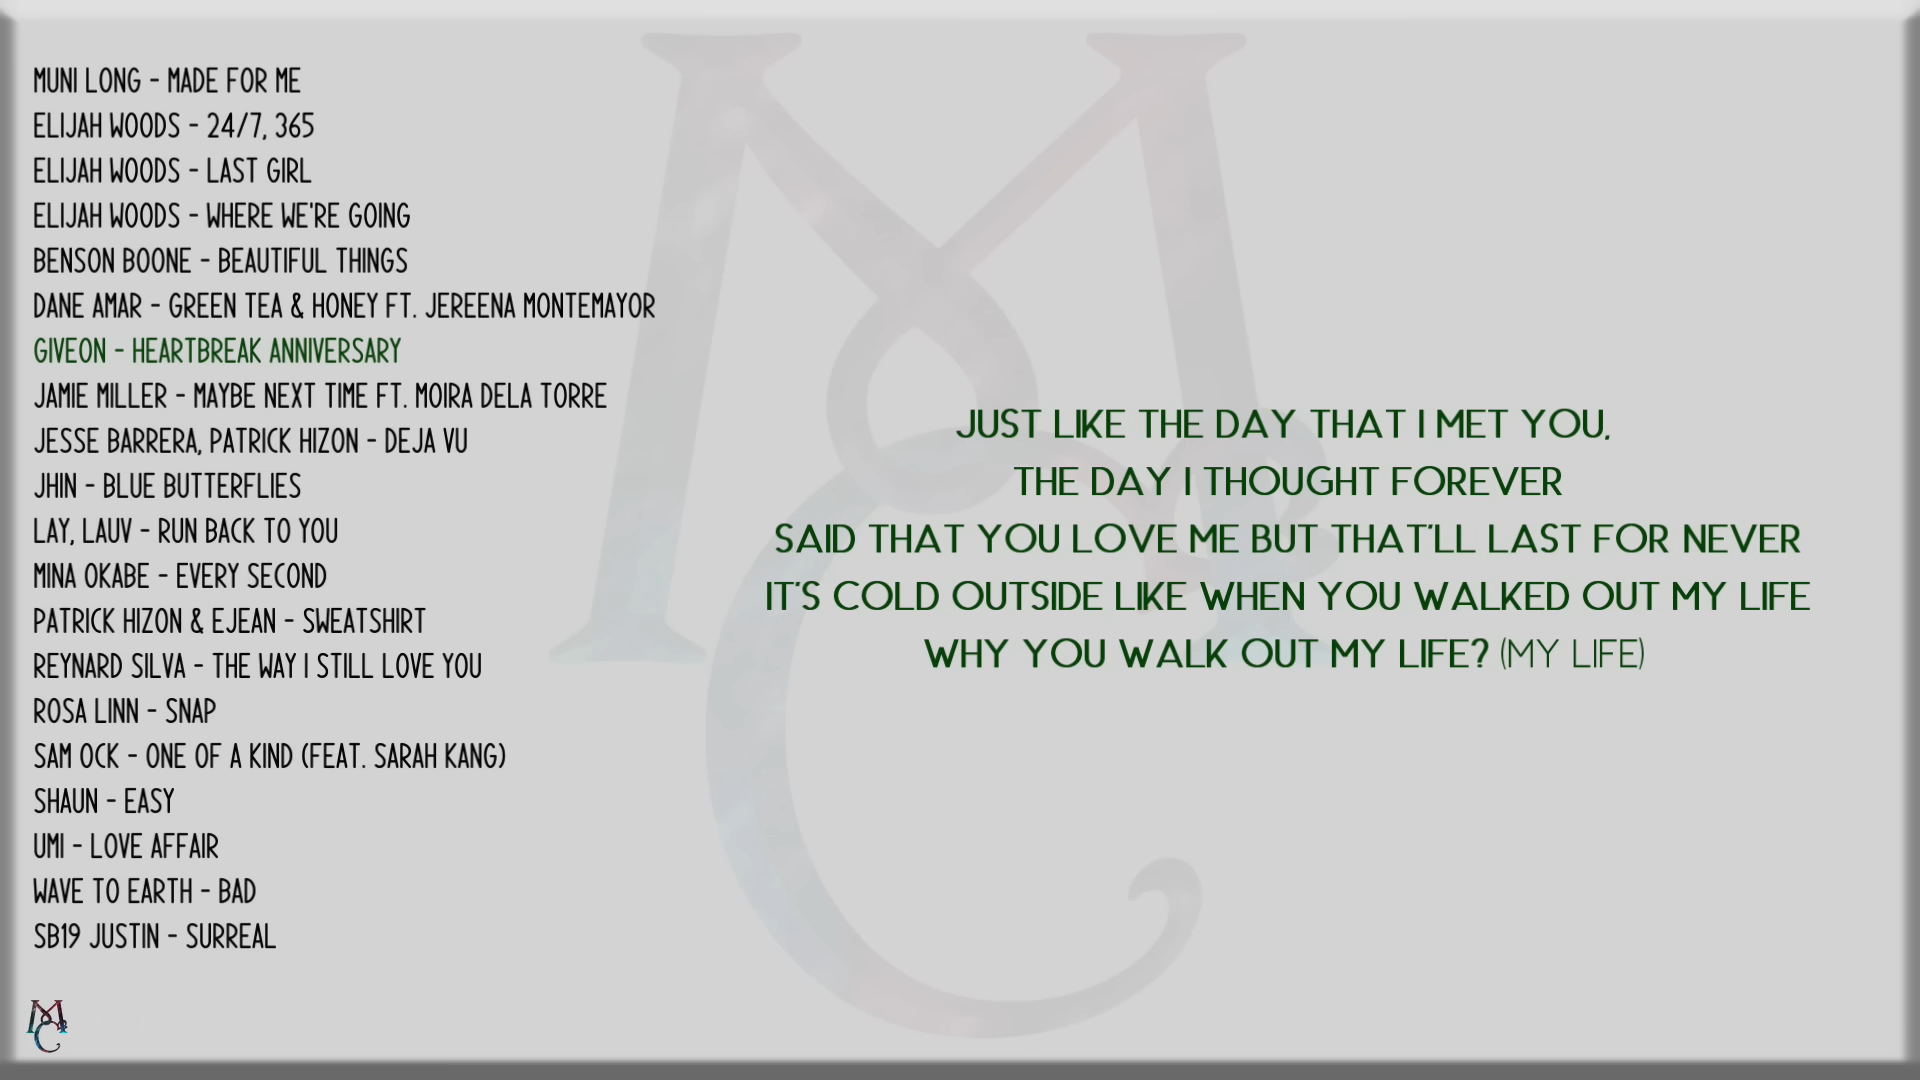 MUNI LONG - MADE FOR ME
ELIJAH WOODS - 24/7, 365
ELIJAH WOODS - LAST GIRL
ELIJAH WOODS - WHERE WE'RE GOING
BENSON BOONE - BEAUTIFUL THINGS
DANE AMAR - GREEN TEA & HONEY FT. JEREENA MONTEMAYOR
GIVEON - HEARTBREAK ANNIVERSARY
JAMIE MILLER - MAYBE NEXT TIME FT. MOIRA DELA TORRE
JESSE BARRERA, PATRICK HIZON - DEJA VU
JHIN - BLUE BUTTERFLIES
LAY, LAUV - RUN BACK TO YOU
MINA OKABE - EVERY SECOND
PATRICK HIZON & EJEAN - SWEATSHIRT
REYNARD SILVA - THE WAY I STILL LOVE YOU
ROSA LINN - SNAP
SAM OCK - ONE OF A KIND (FEAT. SARAH KANG)
SHAUN - EASY
UMI - LOVE AFFAIR
WAVE TO EARTH - BAD
SB19 JUSTIN - SURREAL
JUST LIKE THE DAY THAT I MET YOU,
THE DAY I THOUGHT FOREVER
SAID THAT YOU LOVE ME BUT THAT'LL LAST FOR NEVER
IT'S COLD OUTSIDE LIKE WHEN YOU WALKED OUT MY LIFE
WHY YOU WALK OUT MY LIFE? (MY LIFE)
MC